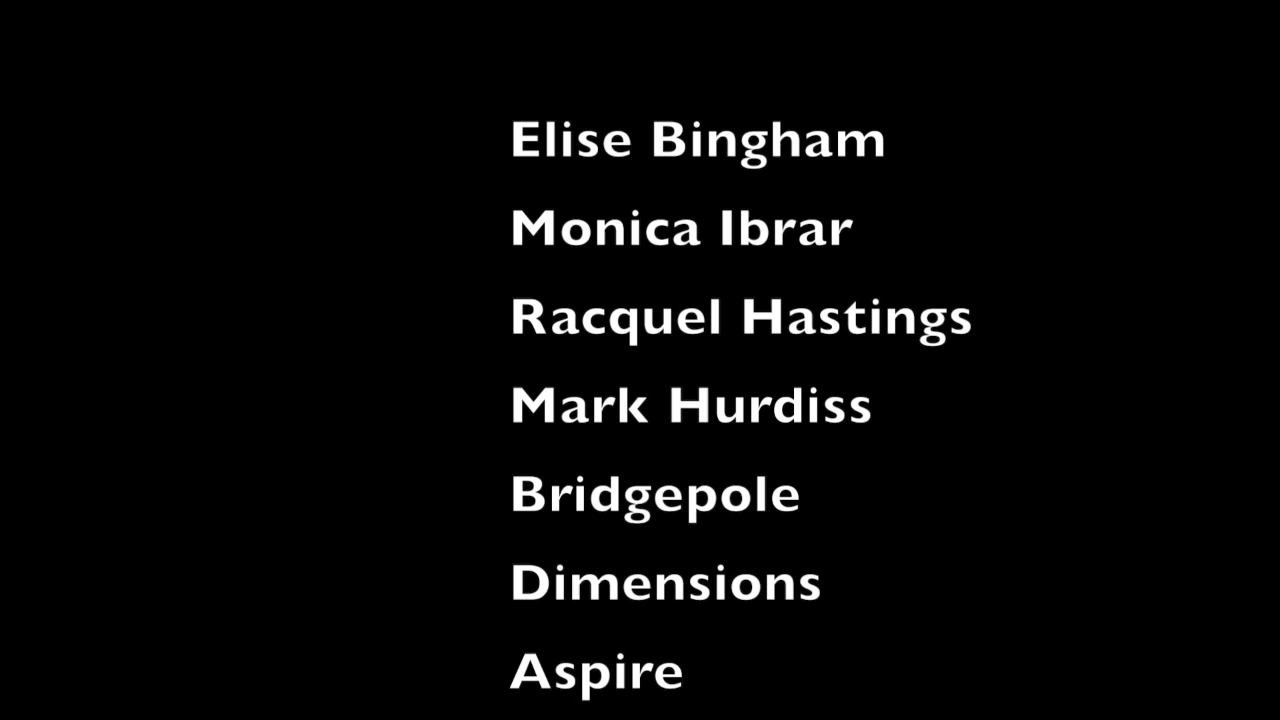 Elise Bingham
Monica Ibrar
Racquel Hastings
Mark Hurdiss
Bridgepole
Dimensions
Aspire